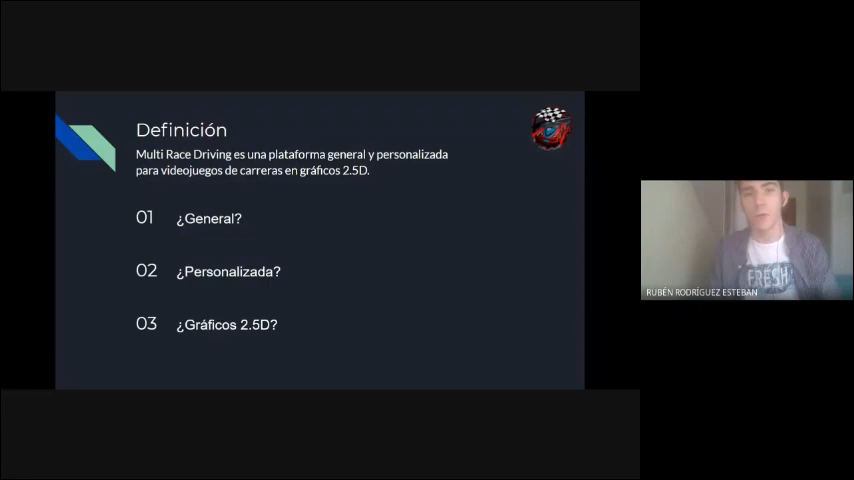 Definición
Multi Race Driving es una plataforma general y personalizada
para videojuegos de carreras en gráficos 2.5D.
01 ¿General?
02 ¿Personalizada?
03 ¿Gráficos 2.5D?
FRESH
RUBÉN RODRÍGUEZ ESTEBAN